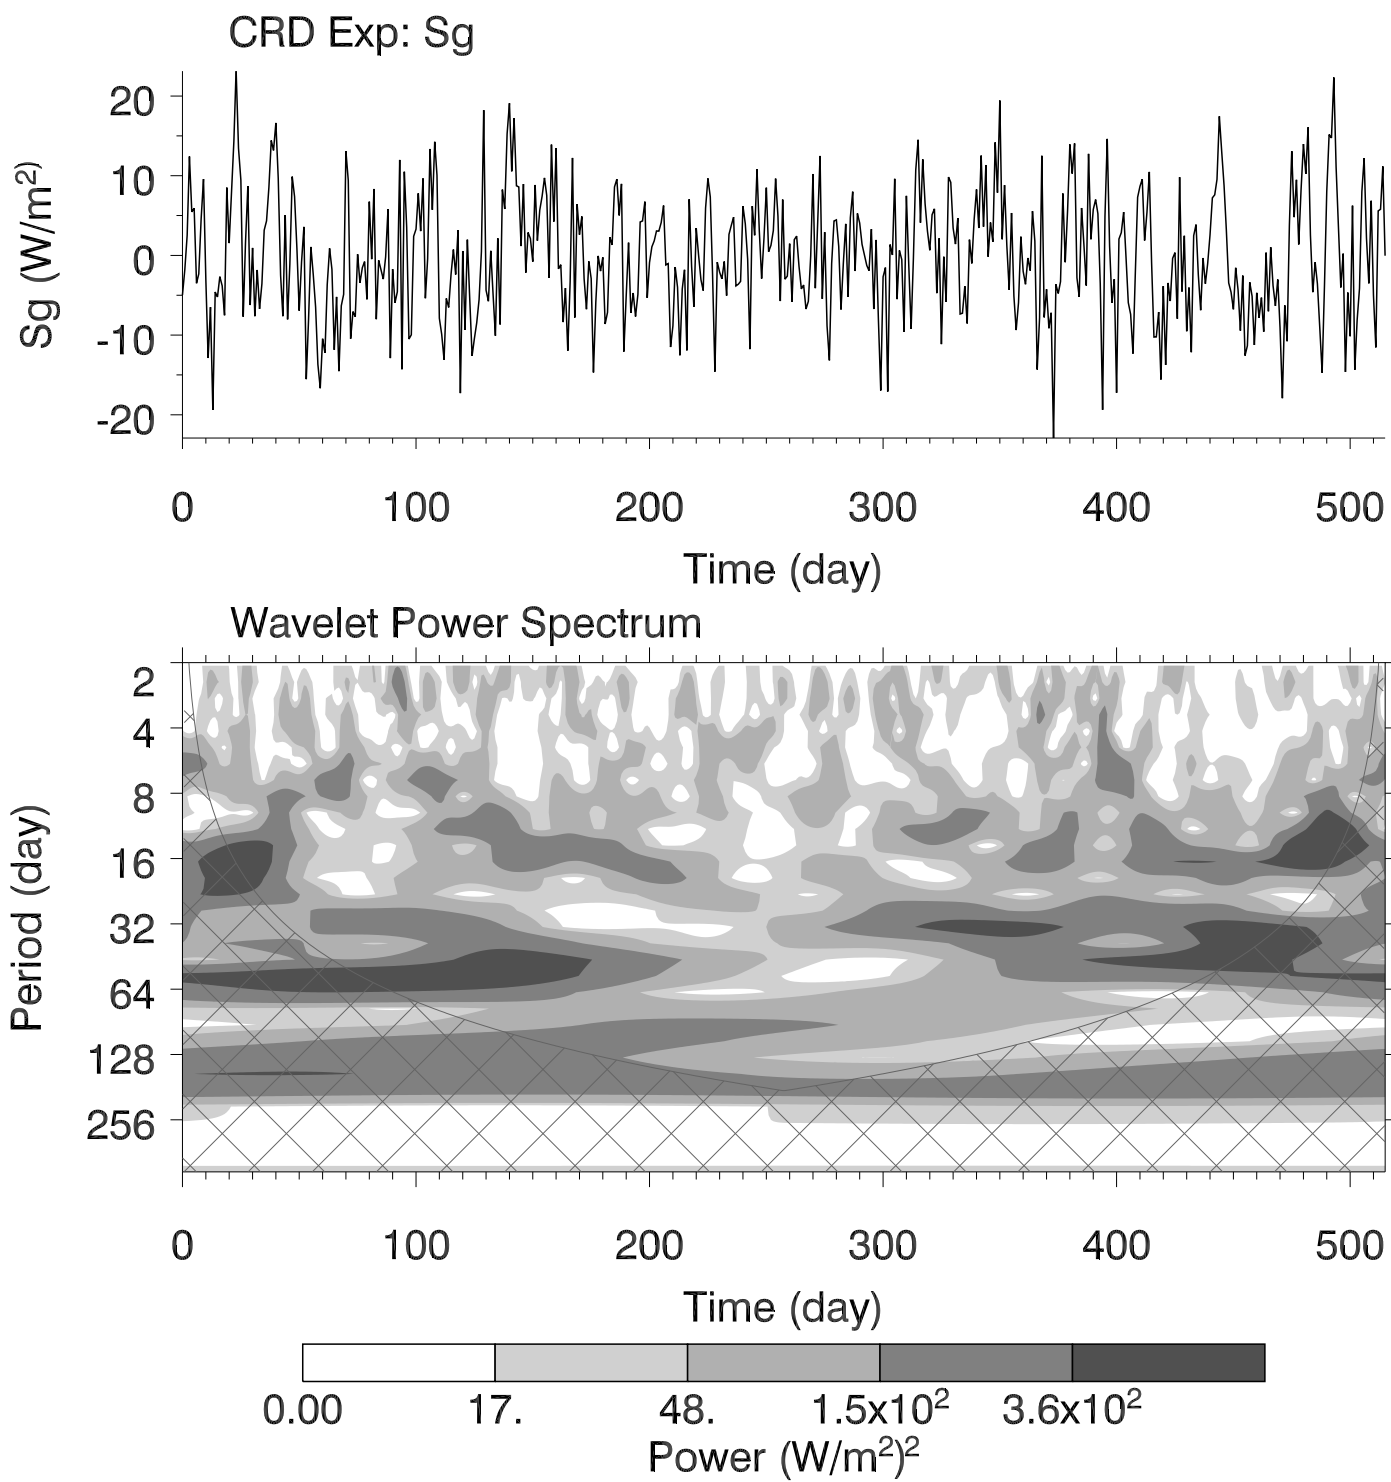 CRD Exp: Sg
Sg (W/m²)
20
10
0
-10
-20
0 100 200 300 400 500
Time (day)
Wavelet Power Spectrum
Period (day)
2
4
8
16
32
64
128
256
0 100 200 300 400 500
Time (day)
0.00 17. 48. 1.5x10² 3.6x10²
Power (W/m²)²